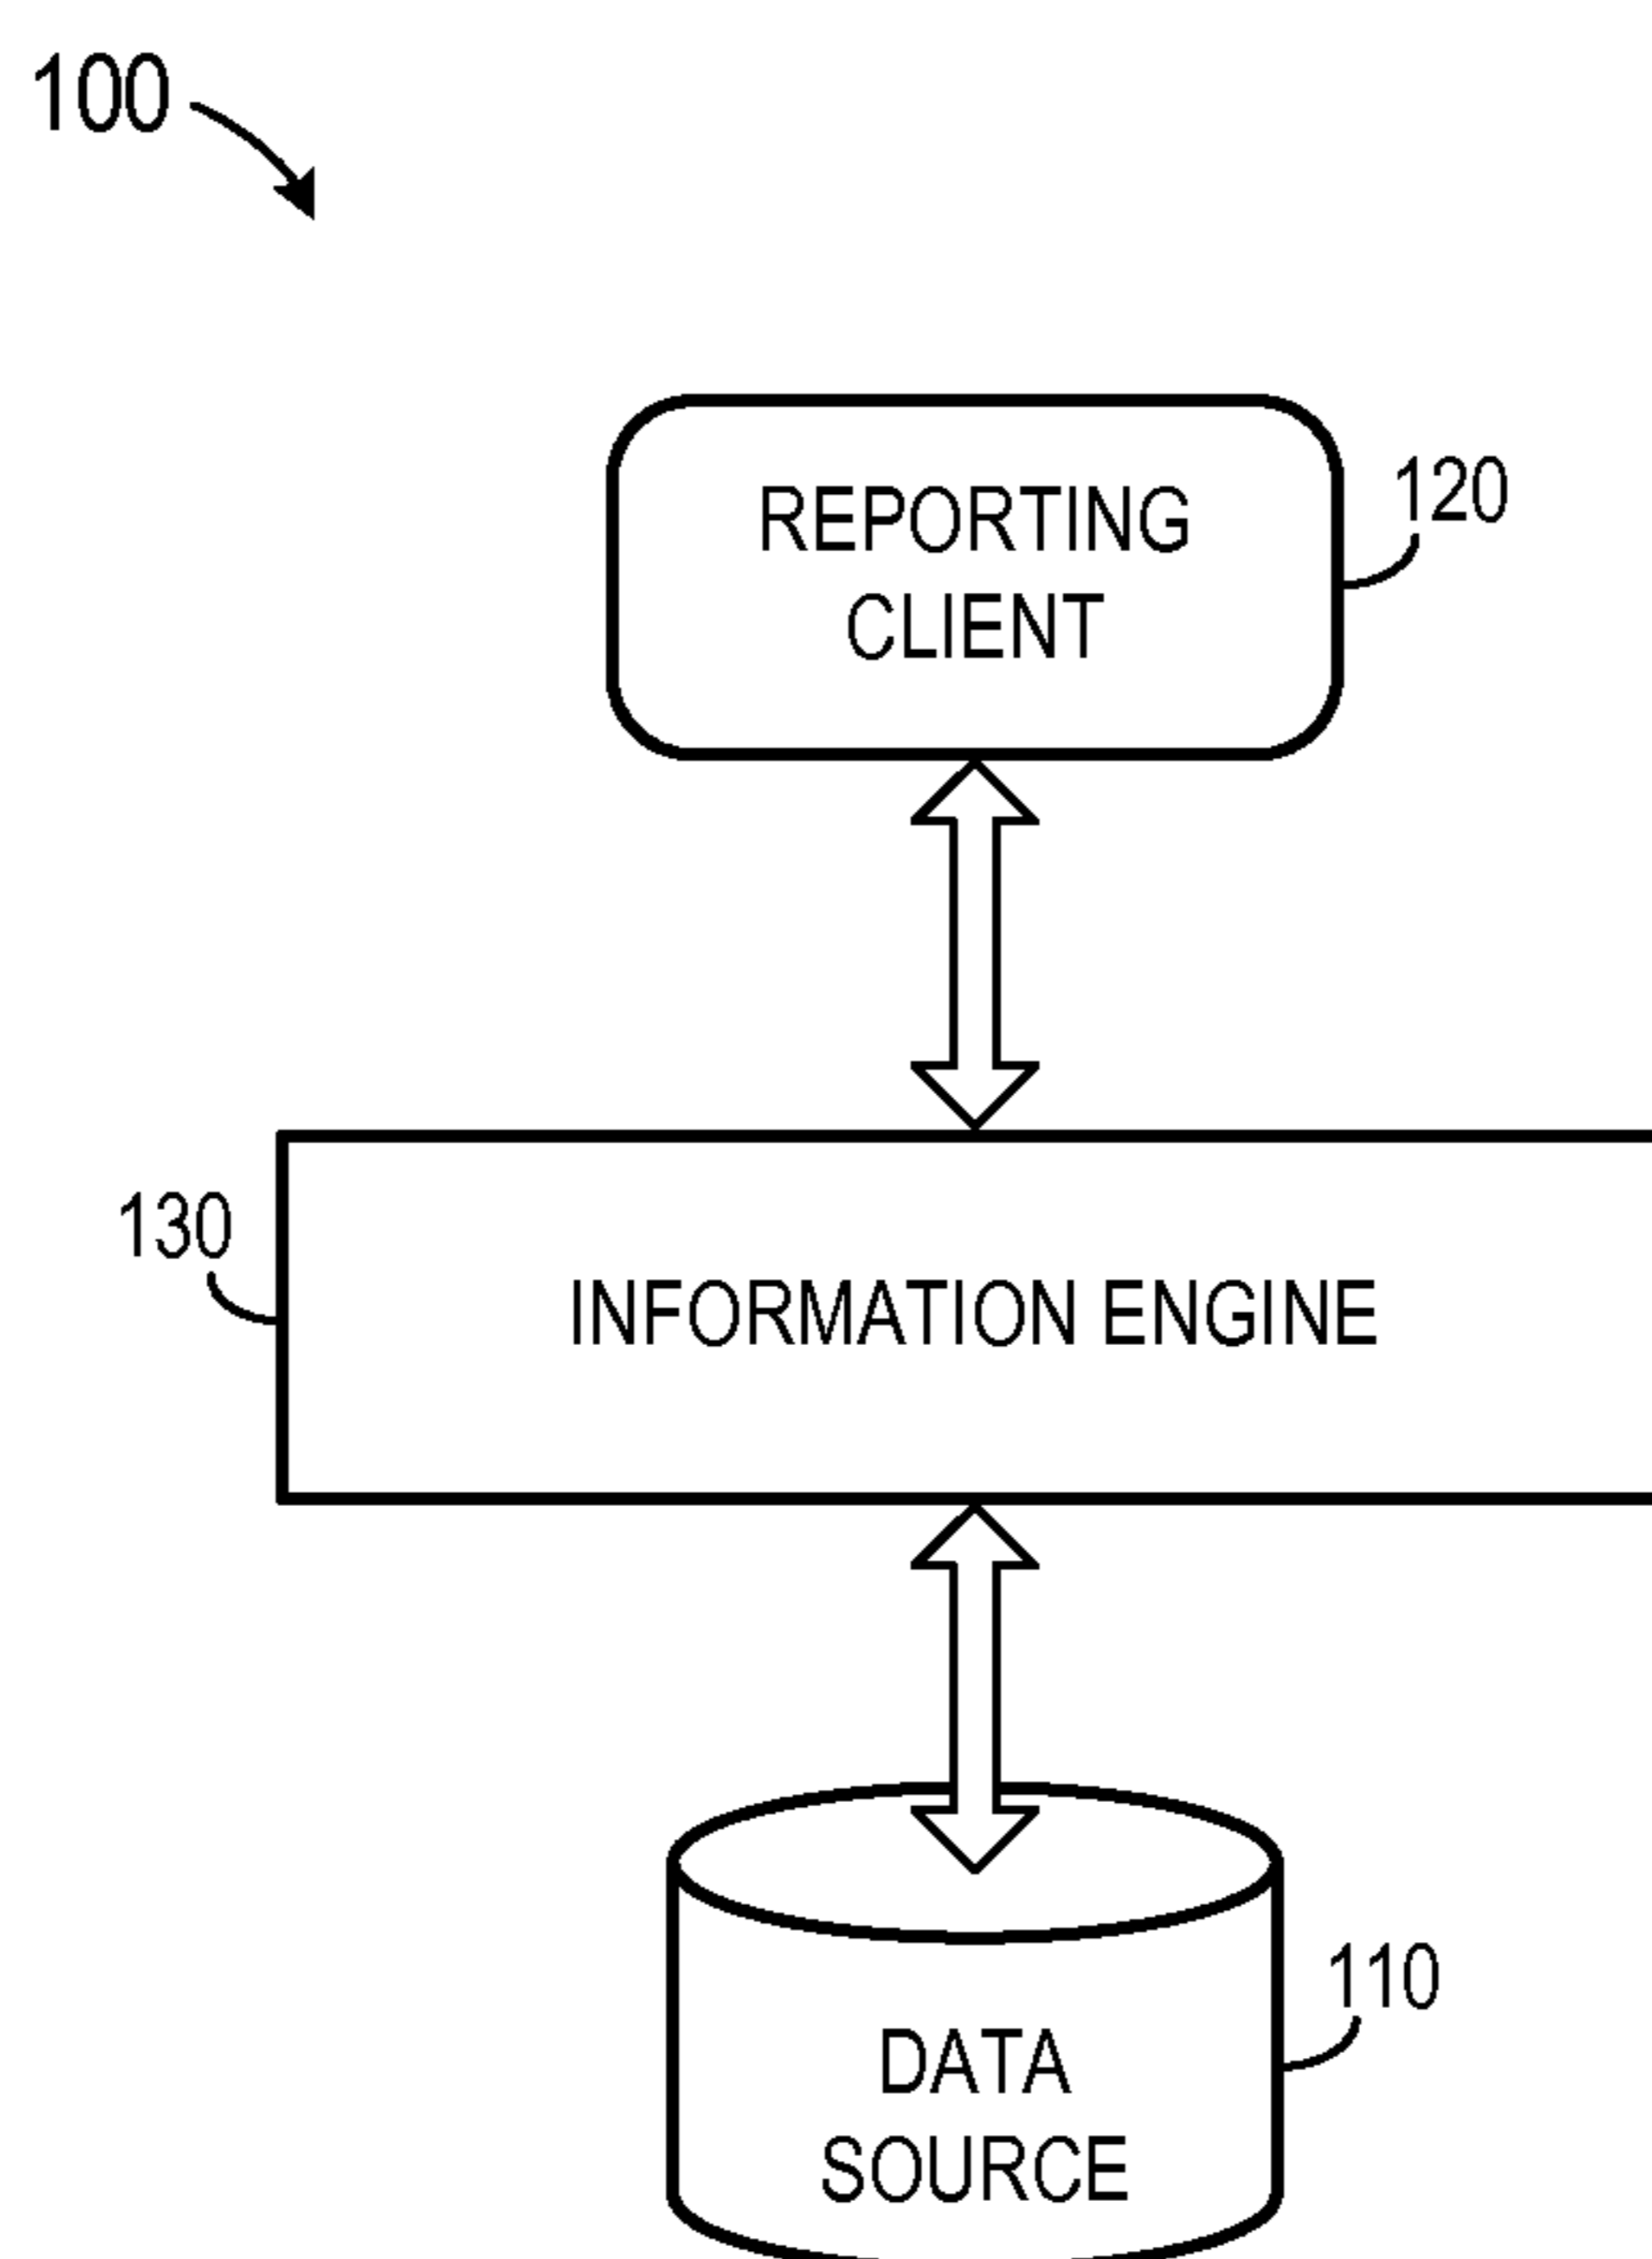 100
REPORTING
CLIENT
120
130
INFORMATION ENGINE
110
DATA
SOURCE